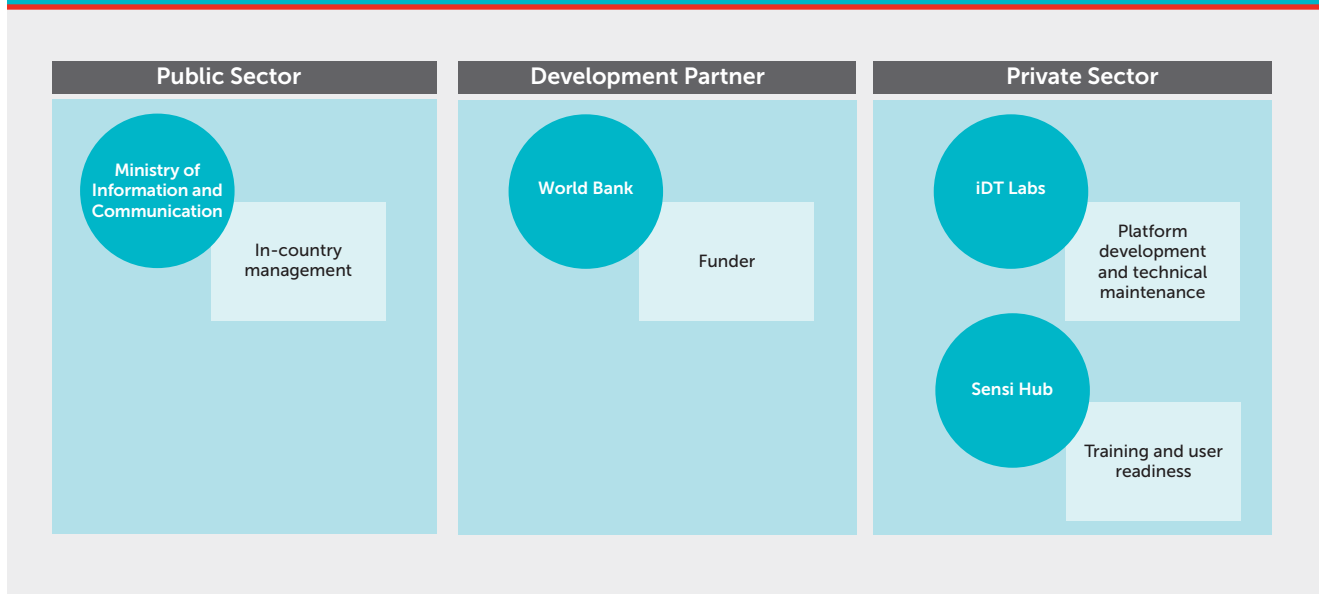 Public Sector
Ministry of
Information and
Communication
In-country
management
Development Partner
World Bank
Funder
Private Sector
iDT Labs
Platform
development
and technical
maintenance
Sensi Hub
Training and user
readiness